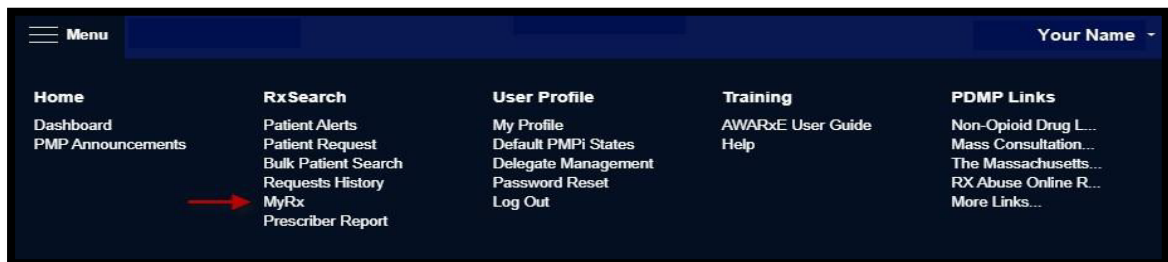 Menu
Your Name
Home
Dashboard
PMP Announcements
RxSearch
Patient Alerts
Patient Request
Bulk Patient Search
Requests History
MyRx
Prescriber Report
User Profile
My Profile
Default PMPi States
Delegate Management
Password Reset
Log Out
Training
AWARxE User Guide
Help
PDMP Links
Non-Opioid Drug L...
Mass Consultation...
The Massachusetts...
RX Abuse Online R...
More Links...